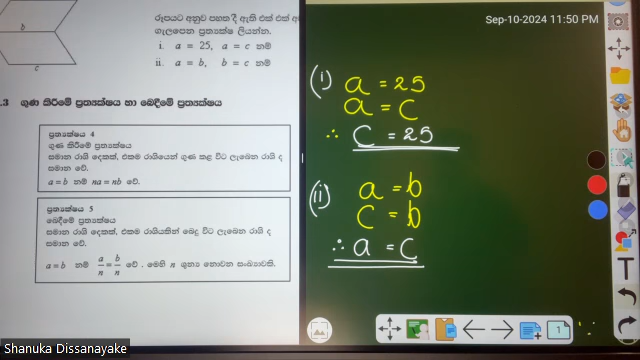 b
c
රූපයට අනුව පහත දී ඇති එක් එක්
ගැලපෙන ප්‍රත්‍යක්ෂ ලියන්න.
i. a = 25, a = c නම්
ii. a = b, b = c නම්
.3 ගුණ කිරීමේ ප්‍රත්‍යක්ෂය හා බෙදීමේ ප්‍රත්‍යක්ෂය
ප්‍රත්‍යක්ෂය 4
ගුණ කිරීමේ ප්‍රත්‍යක්ෂය
සමාන රාශි දෙකක්, එකම රාශියෙන් ගුණ කළ විට ලැබෙන රාශි ද
සමාන වේ.
a = b නම් na = nb වේ.
ප්‍රත්‍යක්ෂය 5
බෙදීමේ ප්‍රත්‍යක්ෂය
සමාන රාශි දෙකක්, එකම රාශියකින් බෙදූ විට ලැබෙන රාශි ද
සමාන වේ.
a = b නම් a/n = b/n වේ . මෙහි n ශුන්‍ය නොවන සංඛ්‍යාවකි.
Sep-10-2024 11:50 PM
(i) a = 25
a = c
∴ c = 25
(ii) a = b
c = b
∴ a = c
T
1
Shanuka Dissanayake